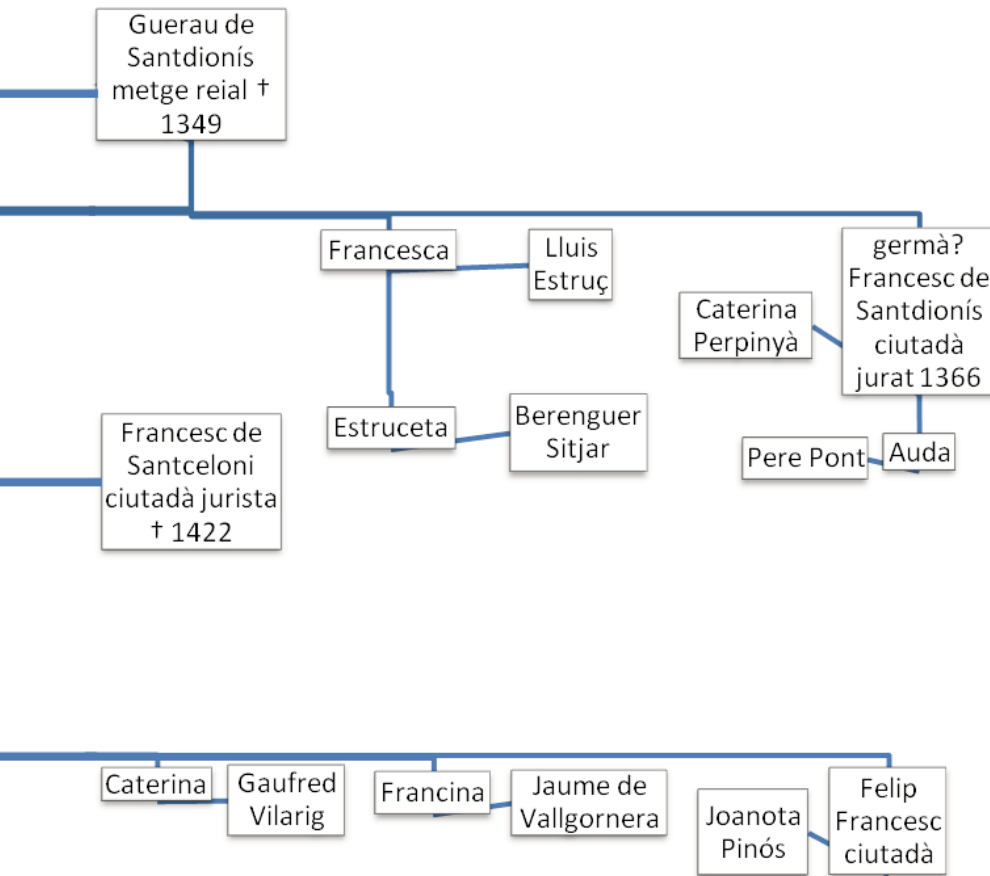 Guerau de
Santdionís
metge reial †
1349
Francesca
Lluis
Estruç
germà?
Francesc de
Santdionís
ciutadà
jurat 1366
Caterina
Perpinyà
Estruceta
Berenguer
Sitjar
Pere Pont
Auda
Francesc de
Santceloni
ciutadà jurista
† 1422
Caterina
Gaufred
Vilarig
Francina
Jaume de
Vallgornera
Joanota
Pinós
Felip
Francesc
ciutadà